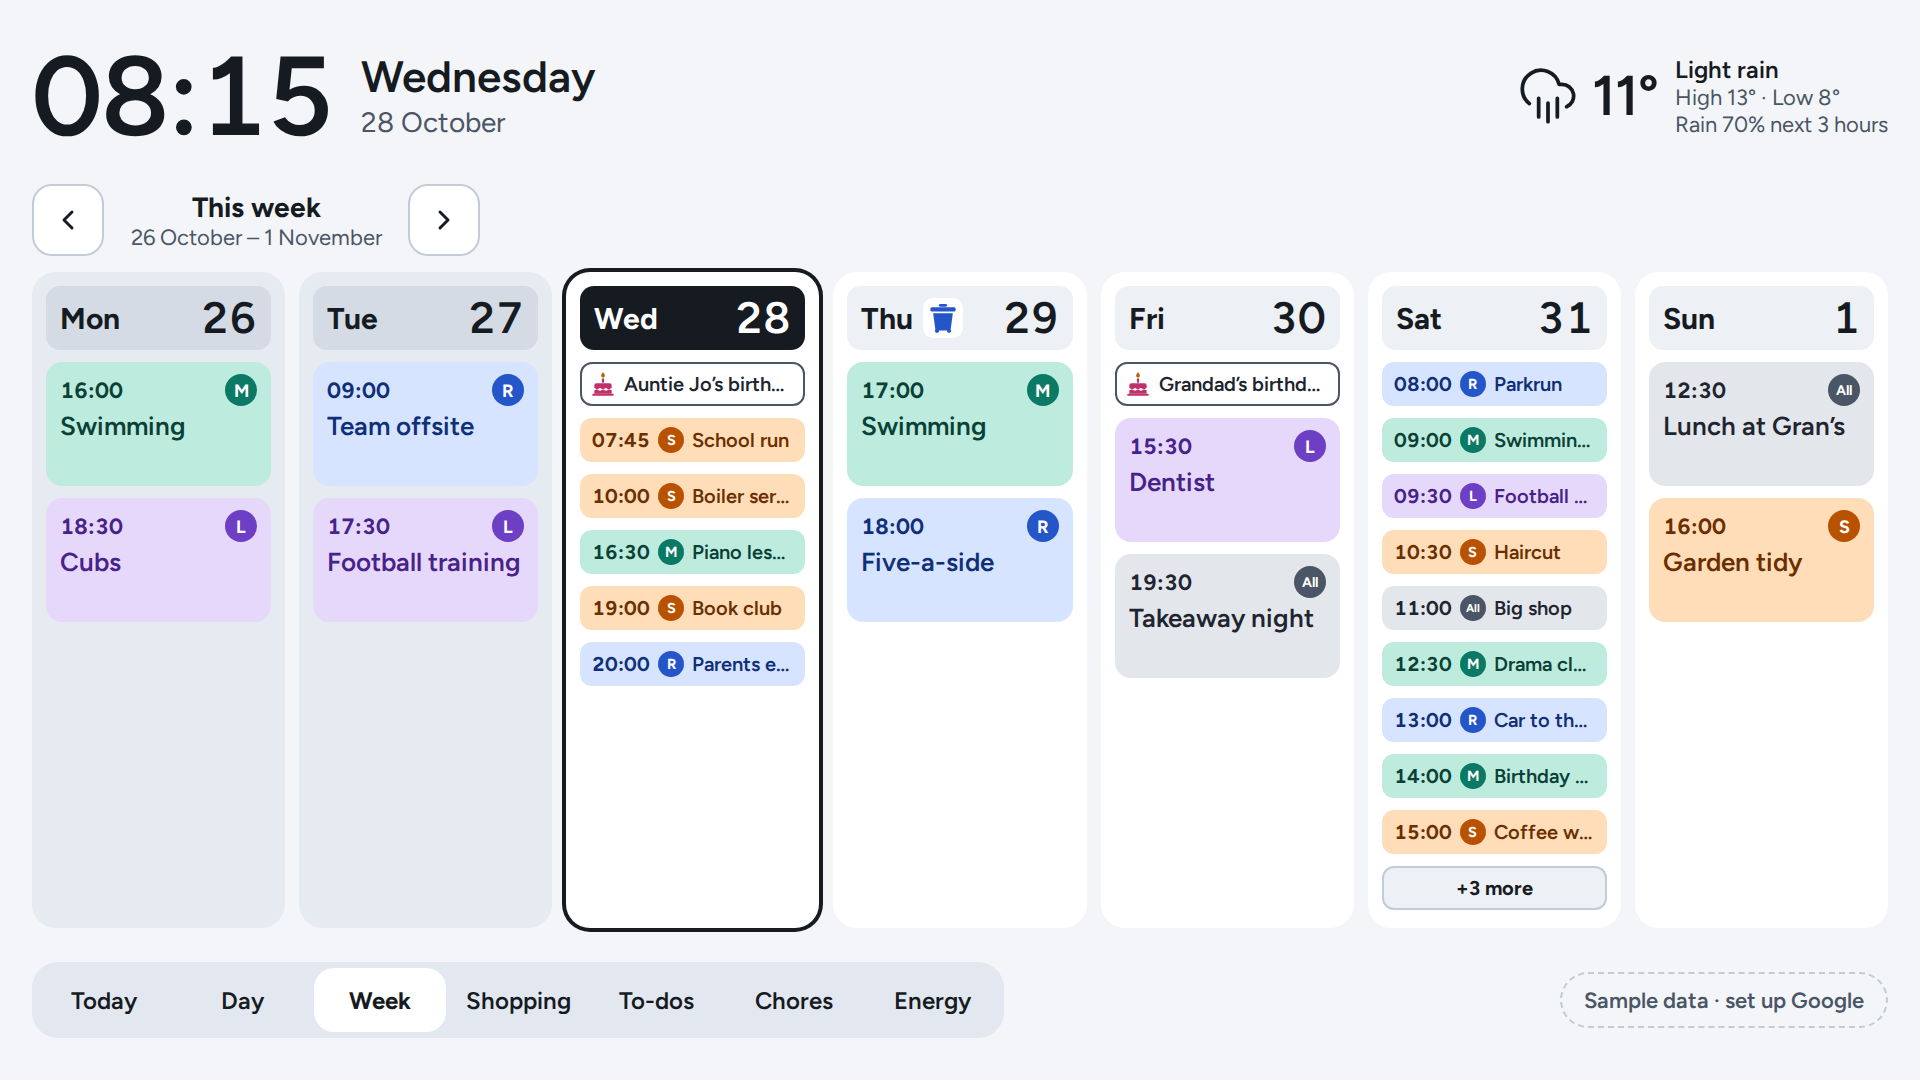 08:15
Wednesday
28 October
11°
Light rain
High 13° · Low 8°
Rain 70% next 3 hours
This week
26 October – 1 November
Mon 26
16:00 M
Swimming
18:30 L
Cubs
Tue 27
09:00 R
Team offsite
17:30 L
Football training
Wed 28
Auntie Jo’s birth...
07:45 S School run
10:00 S Boiler ser...
16:30 M Piano les...
19:00 S Book club
20:00 R Parents e...
Thu 29
17:00 M
Swimming
18:00 R
Five-a-side
Fri 30
Grandad’s birthd...
15:30 L
Dentist
19:30 All
Takeaway night
Sat 31
08:00 R Parkrun
09:00 M Swimmin...
09:30 L Football ...
10:30 S Haircut
11:00 All Big shop
12:30 M Drama cl...
13:00 R Car to th...
14:00 M Birthday ...
15:00 S Coffee w...
+3 more
Sun 1
12:30 All
Lunch at Gran’s
16:00 S
Garden tidy
Today Day Week Shopping To-dos Chores Energy
Sample data · set up Google